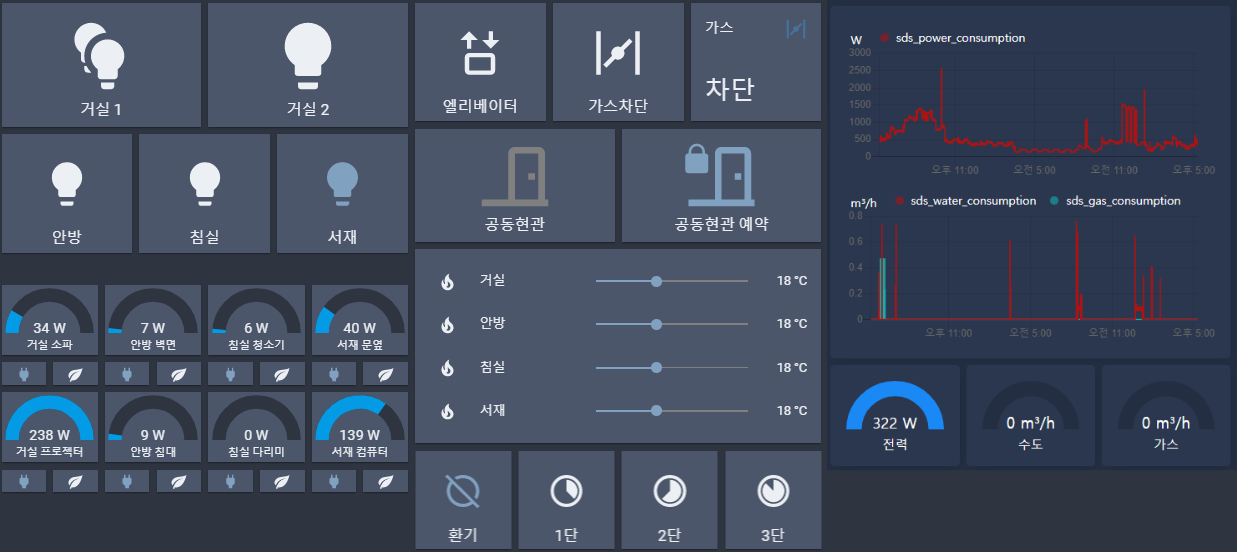 거실 1
거실 2
안방
침실
서재
34 W
거실 소파
7 W
안방 벽면
6 W
침실 청소기
40 W
서재 문옆
238 W
거실 프로젝터
9 W
안방 침대
0 W
침실 다리미
139 W
서재 컴퓨터
엘리베이터
가스차단
가스
차단
공동현관
공동현관 예약
거실
18 °C
안방
18 °C
침실
18 °C
서재
18 °C
환기
1단
2단
3단
W
sds_power_consumption
3000
2500
2000
1500
1000
500
0
오후 11:00
오전 5:00
오전 11:00
오후 5:00
m³/h
sds_water_consumption
sds_gas_consumption
0.8
0.6
0.4
0.2
0
오후 11:00
오전 5:00
오전 11:00
오후 5:00
322 W
전력
0 m³/h
수도
0 m³/h
가스